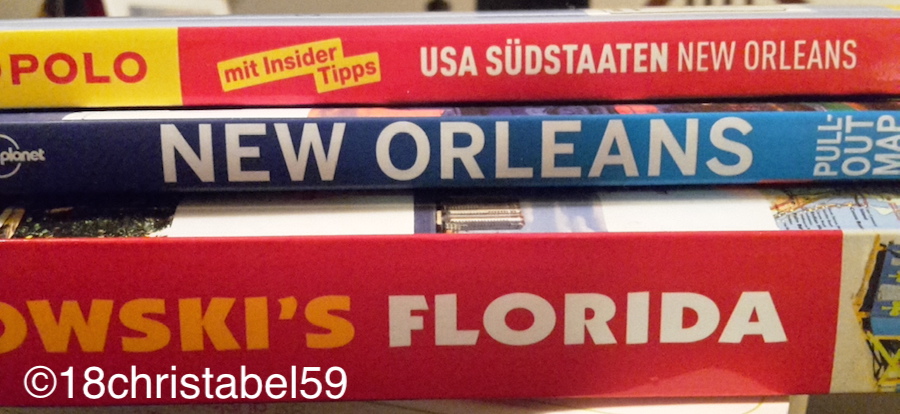 POLO mit Insider Tipps USA SÜDSTAATEN NEW ORLEANS
planet NEW ORLEANS PULL-OUT MAP
OWSKI'S FLORIDA
©18christabel59